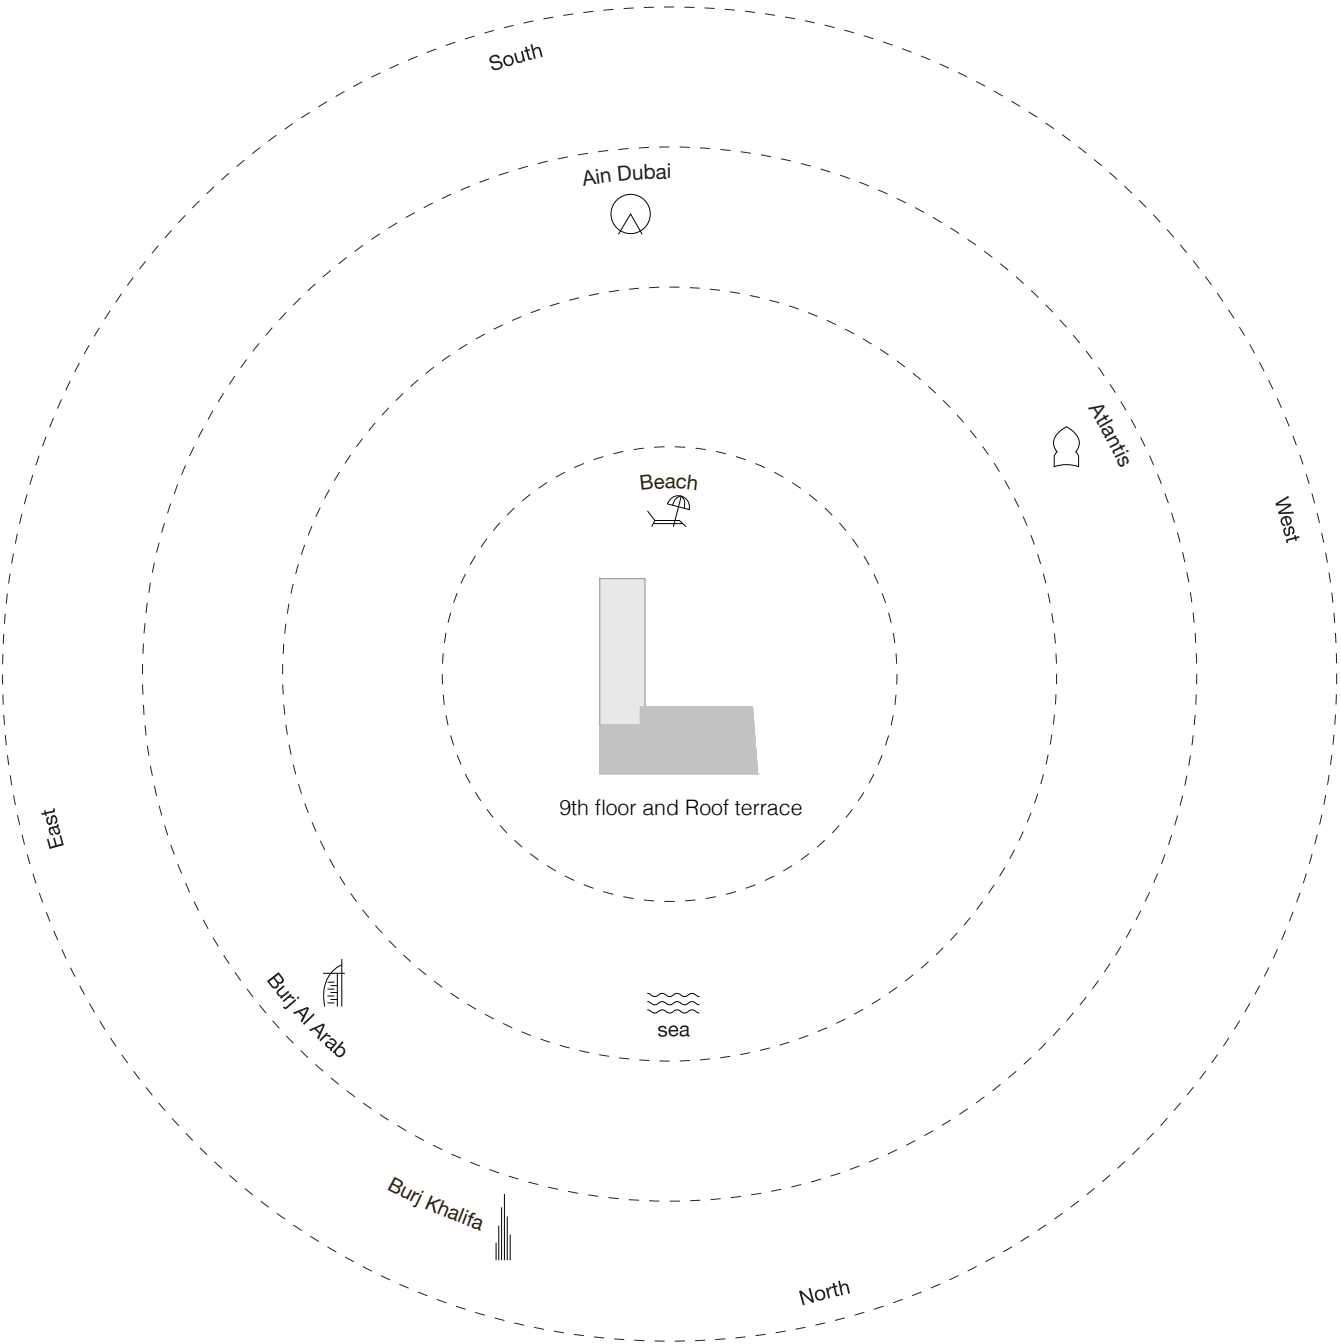 South
Ain Dubai
Atlantis
Beach
West
9th floor and Roof terrace
East
Burj Al Arab
sea
Burj Khalifa
North